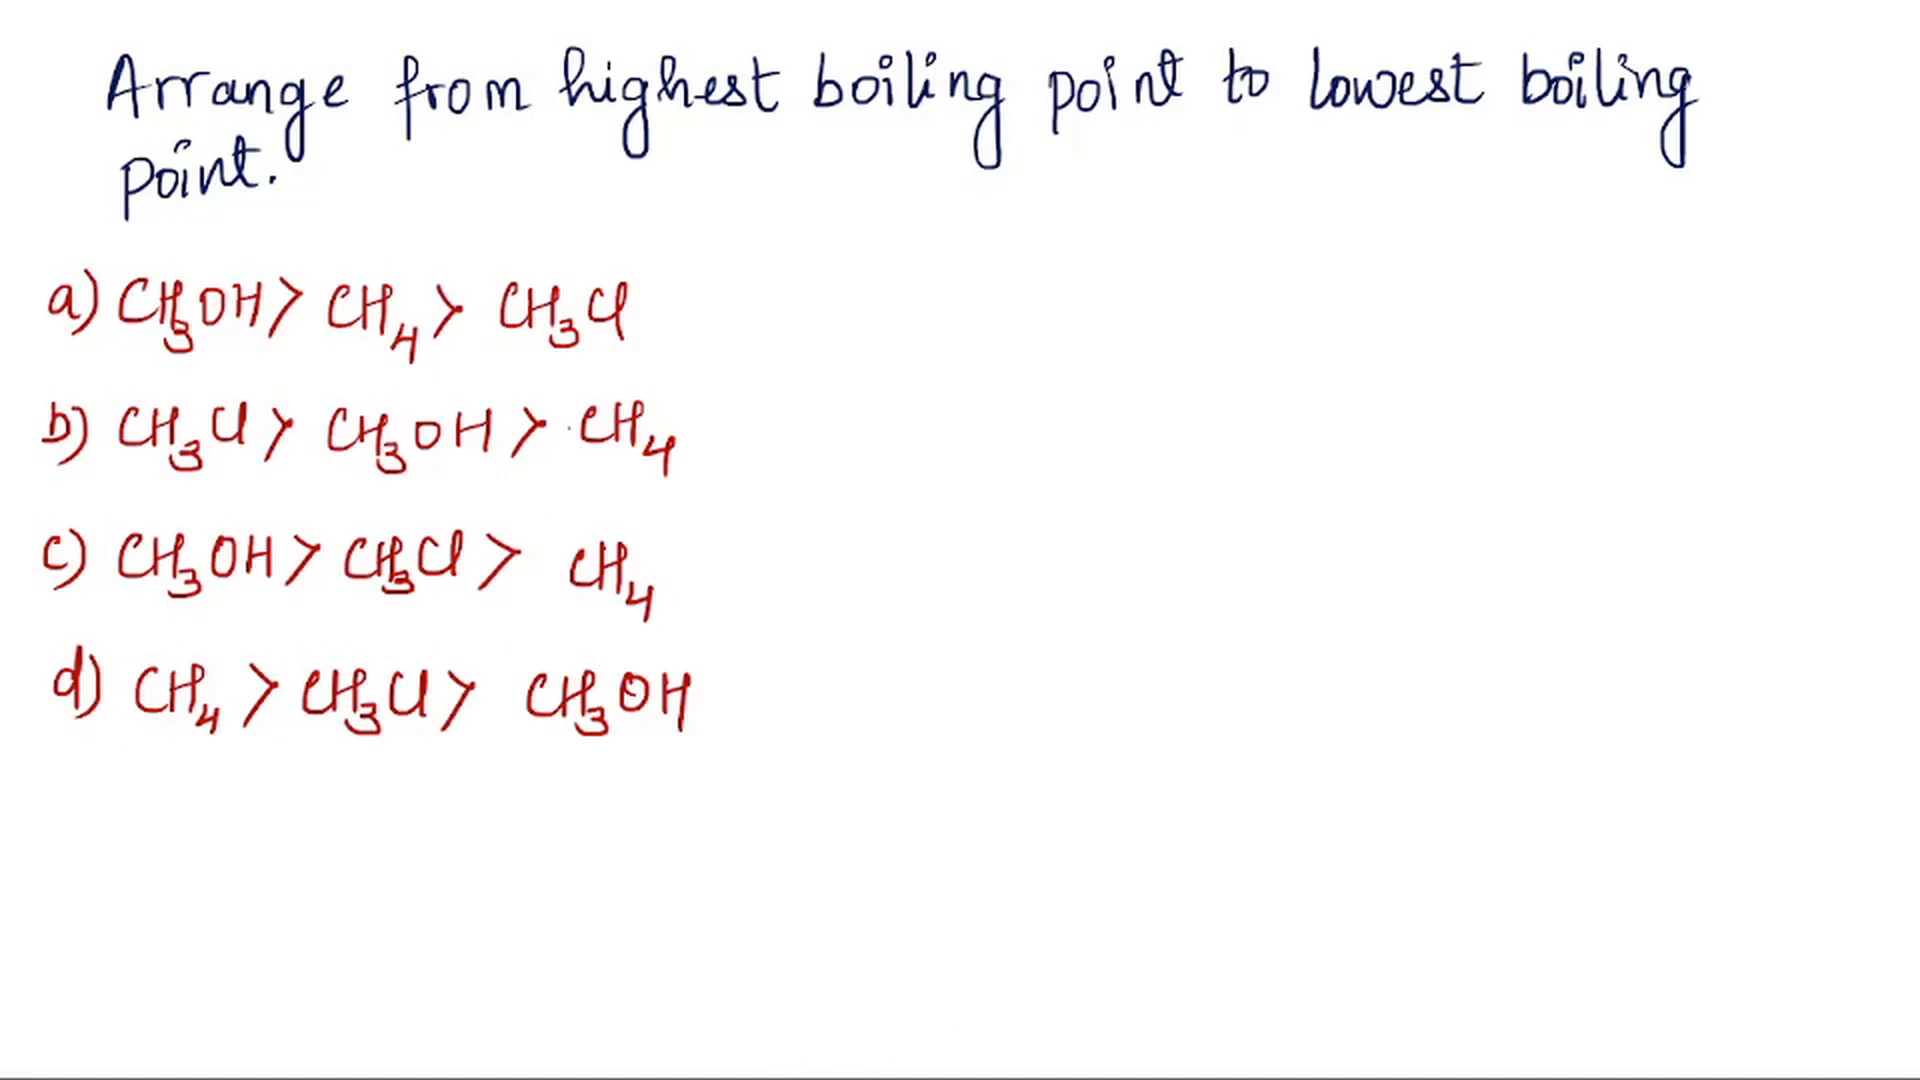 Arrange from highest boiling point to lowest boiling
point.
a) CH₃OH > CH₄ > CH₃Cl
b) CH₃Cl > CH₃OH > CH₄
c) CH₃OH > CH₃Cl > CH₄
d) CH₄ > CH₃Cl > CH₃OH